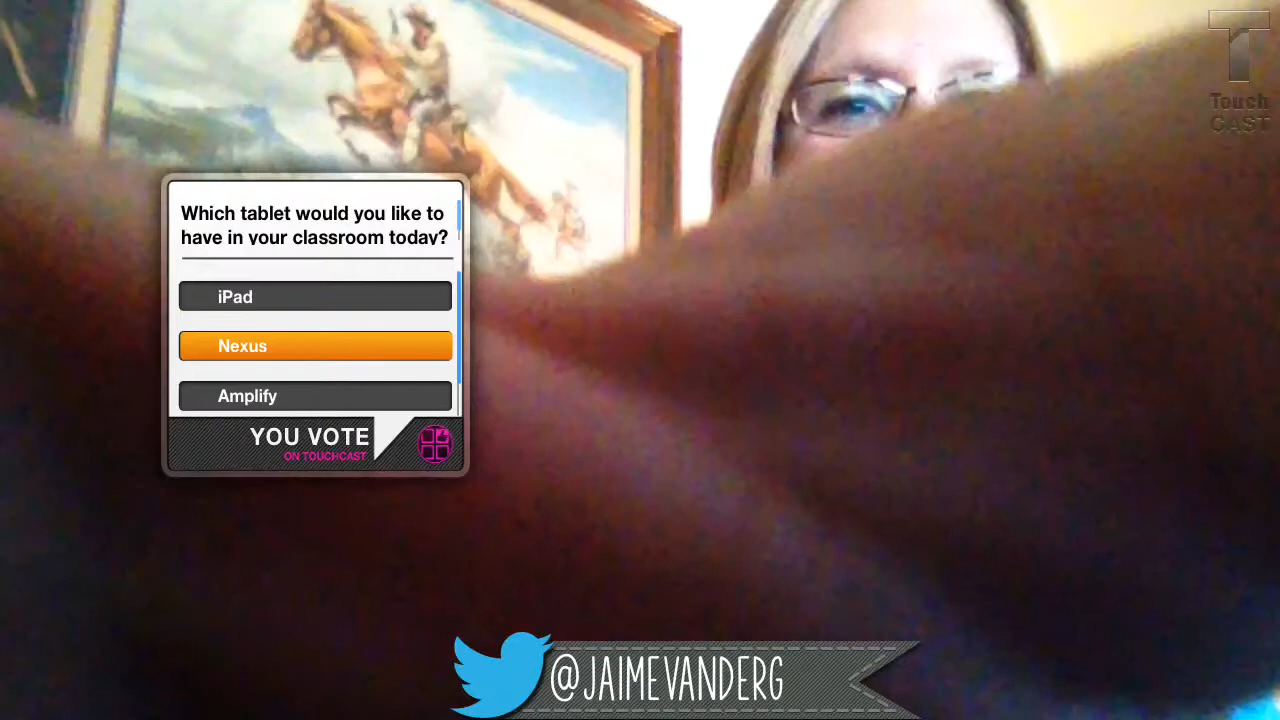 Touch
CAST
Which tablet would you like to
have in your classroom today?
iPad
Nexus
Amplify
YOU VOTE
ON TOUCHCAST
@JAIMEVANDERG